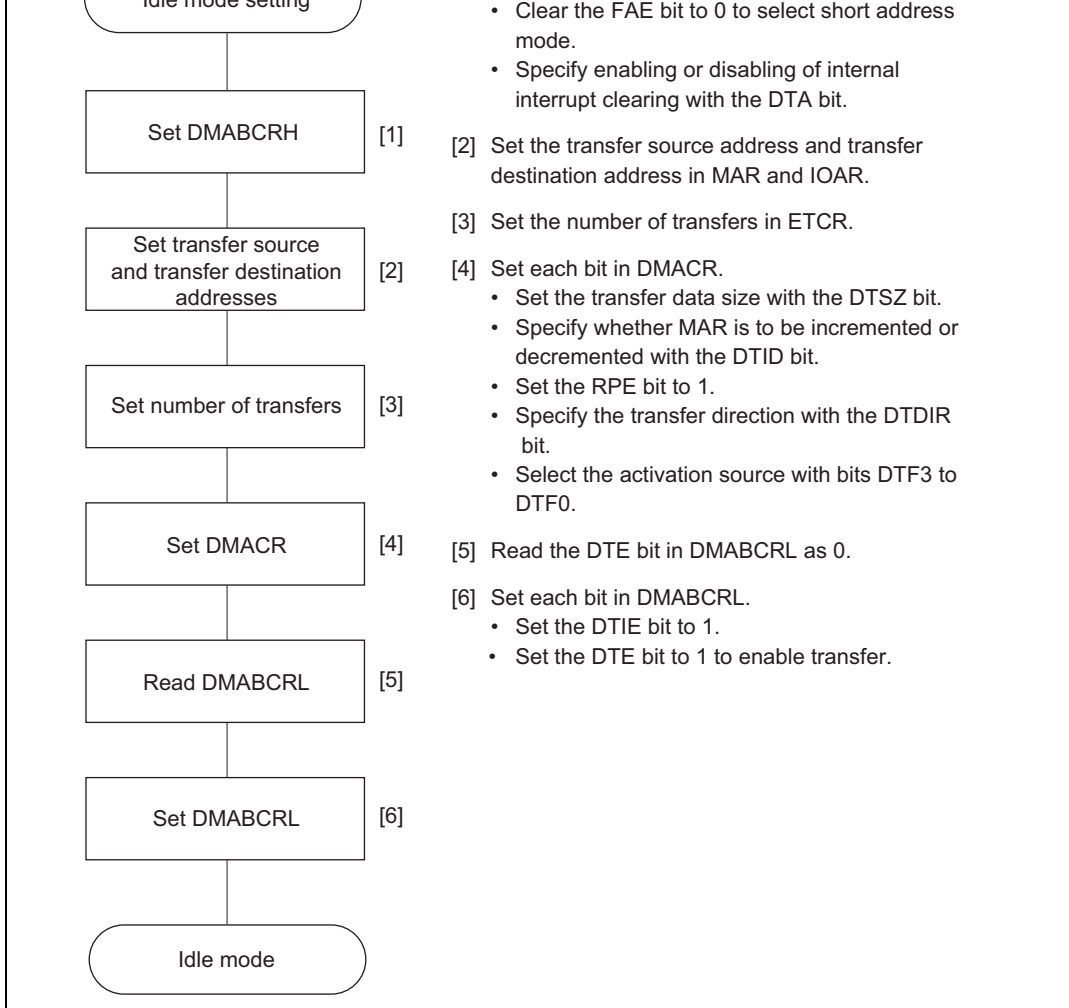 Idle mode setting
Set DMABCRH
[1]
Set transfer source
and transfer destination
addresses
[2]
Set number of transfers
[3]
Set DMACR
[4]
Read DMABCRL
[5]
Set DMABCRL
[6]
Idle mode
• Clear the FAE bit to 0 to select short address
mode.
• Specify enabling or disabling of internal
interrupt clearing with the DTA bit.
[2] Set the transfer source address and transfer
destination address in MAR and IOAR.
[3] Set the number of transfers in ETCR.
[4] Set each bit in DMACR.
• Set the transfer data size with the DTSZ bit.
• Specify whether MAR is to be incremented or
decremented with the DTID bit.
• Set the RPE bit to 1.
• Specify the transfer direction with the DTDIR
bit.
• Select the activation source with bits DTF3 to
DTF0.
[5] Read the DTE bit in DMABCRL as 0.
[6] Set each bit in DMABCRL.
• Set the DTIE bit to 1.
• Set the DTE bit to 1 to enable transfer.